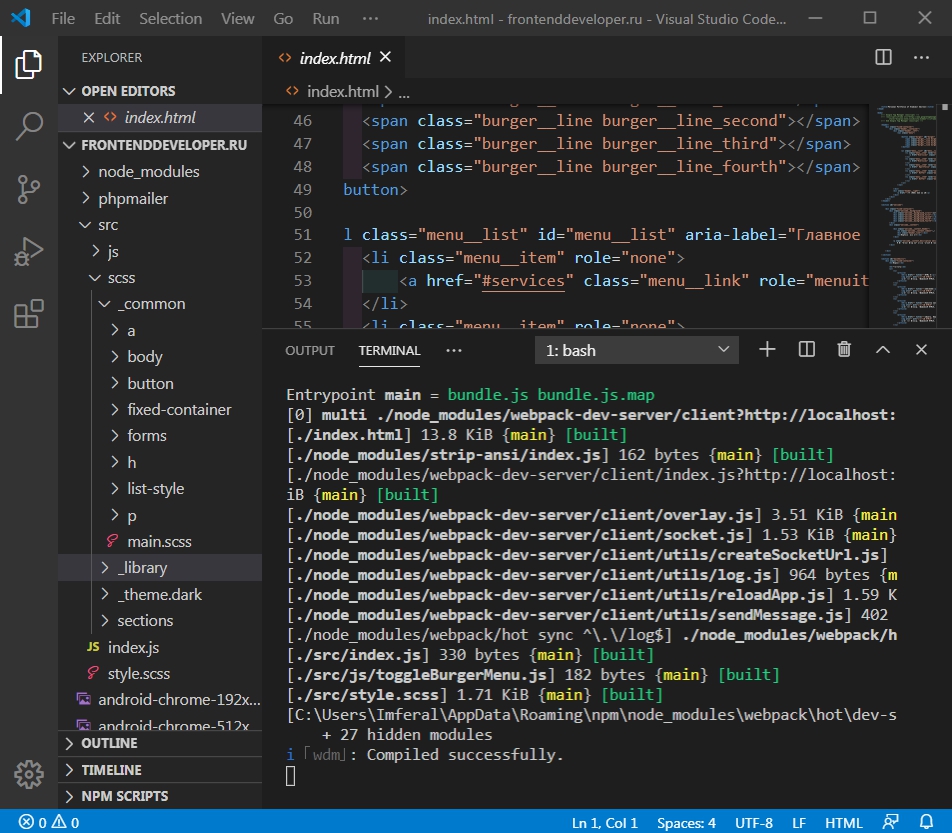 File Edit Selection View Go Run ··· index.html - frontenddeveloper.ru - Visual Studio Code...
EXPLORER
OPEN EDITORS
index.html
FRONTENDDEVELOPER.RU
node_modules
phpmailer
src
js
scss
_common
a
body
button
fixed-container
forms
h
list-style
p
main.scss
_library
_theme.dark
sections
JS index.js
style.scss
android-chrome-192x...
android-chrome-512x
OUTLINE
TIMELINE
NPM SCRIPTS
<> index.html
<> index.html > ...
46 <span class="burger__line burger__line_second"></span>
47 <span class="burger__line burger__line_third"></span>
48 <span class="burger__line burger__line_fourth"></span>
49 button>
50
51 l class="menu__list" id="menu__list" aria-label="Главное
52 <li class="menu__item" role="none">
53 <a href="#services" class="menu__link" role="menuit
54 </li>
55 <li class="menu__item" role="none">
OUTPUT TERMINAL ··· 1: bash
Entrypoint main = bundle.js bundle.js.map
[0] multi ./node_modules/webpack-dev-server/client?http://localhost:
[./index.html] 13.8 KiB {main} [built]
[./node_modules/strip-ansi/index.js] 162 bytes {main} [built]
[./node_modules/webpack-dev-server/client/index.js?http://localhost:
iB {main} [built]
[./node_modules/webpack-dev-server/client/overlay.js] 3.51 KiB {main
[./node_modules/webpack-dev-server/client/socket.js] 1.53 KiB {main}
[./node_modules/webpack-dev-server/client/utils/createSocketUrl.js]
[./node_modules/webpack-dev-server/client/utils/log.js] 964 bytes {m
[./node_modules/webpack-dev-server/client/utils/reloadApp.js] 1.59 K
[./node_modules/webpack-dev-server/client/utils/sendMessage.js] 402
[./node_modules/webpack/hot sync ^\.\/log$] ./node_modules/webpack/h
[./src/index.js] 330 bytes {main} [built]
[./src/js/toggleBurgerMenu.js] 182 bytes {main} [built]
[./src/style.scss] 1.71 KiB {main} [built]
[C:\Users\Imferal\AppData\Roaming\npm\node_modules\webpack\hot\dev-s
+ 27 hidden modules
i ｢wdm｣: Compiled successfully.
0 0 Ln 1, Col 1 Spaces: 4 UTF-8 LF HTML